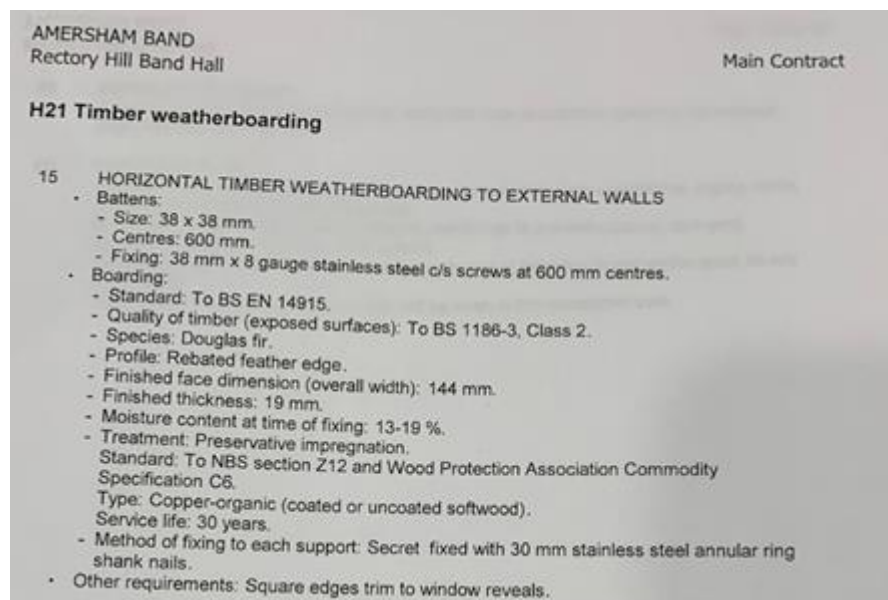 AMERSHAM BAND
Rectory Hill Band Hall
Main Contract
H21 Timber weatherboarding
15 HORIZONTAL TIMBER WEATHERBOARDING TO EXTERNAL WALLS
• Battens:
- Size: 38 x 38 mm.
- Centres: 600 mm.
- Fixing: 38 mm x 8 gauge stainless steel c/s screws at 600 mm centres.
• Boarding:
- Standard: To BS EN 14915.
- Quality of timber (exposed surfaces): To BS 1186-3, Class 2.
- Species: Douglas fir.
- Profile: Rebated feather edge.
- Finished face dimension (overall width): 144 mm.
- Finished thickness: 19 mm.
- Moisture content at time of fixing: 13-19 %.
- Treatment: Preservative impregnation.
Standard: To NBS section Z12 and Wood Protection Association Commodity
Specification C6.
Type: Copper-organic (coated or uncoated softwood).
Service life: 30 years.
- Method of fixing to each support: Secret fixed with 30 mm stainless steel annular ring
shank nails.
• Other requirements: Square edges trim to window reveals.